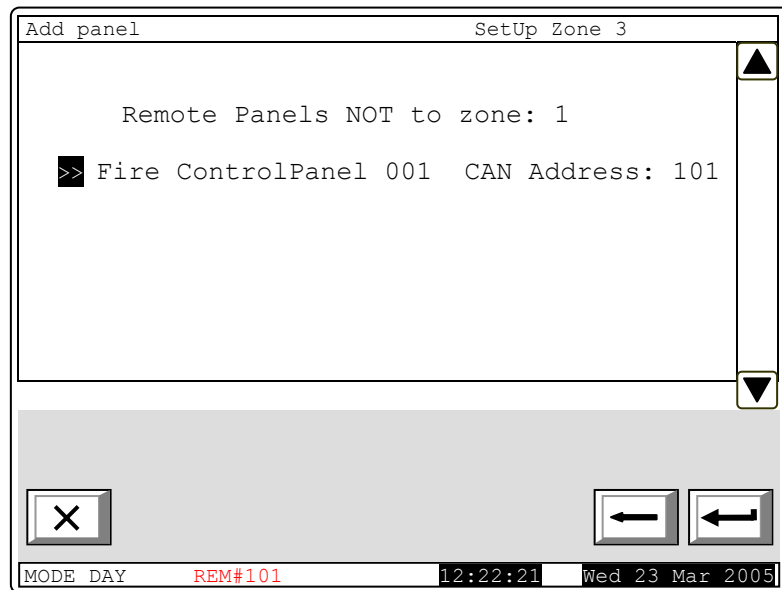 Add panel SetUp Zone 3
Remote Panels NOT to zone: 1
>> Fire ControlPanel 001 CAN Address: 101
MODE DAY REM#101 12:22:21 Wed 23 Mar 2005